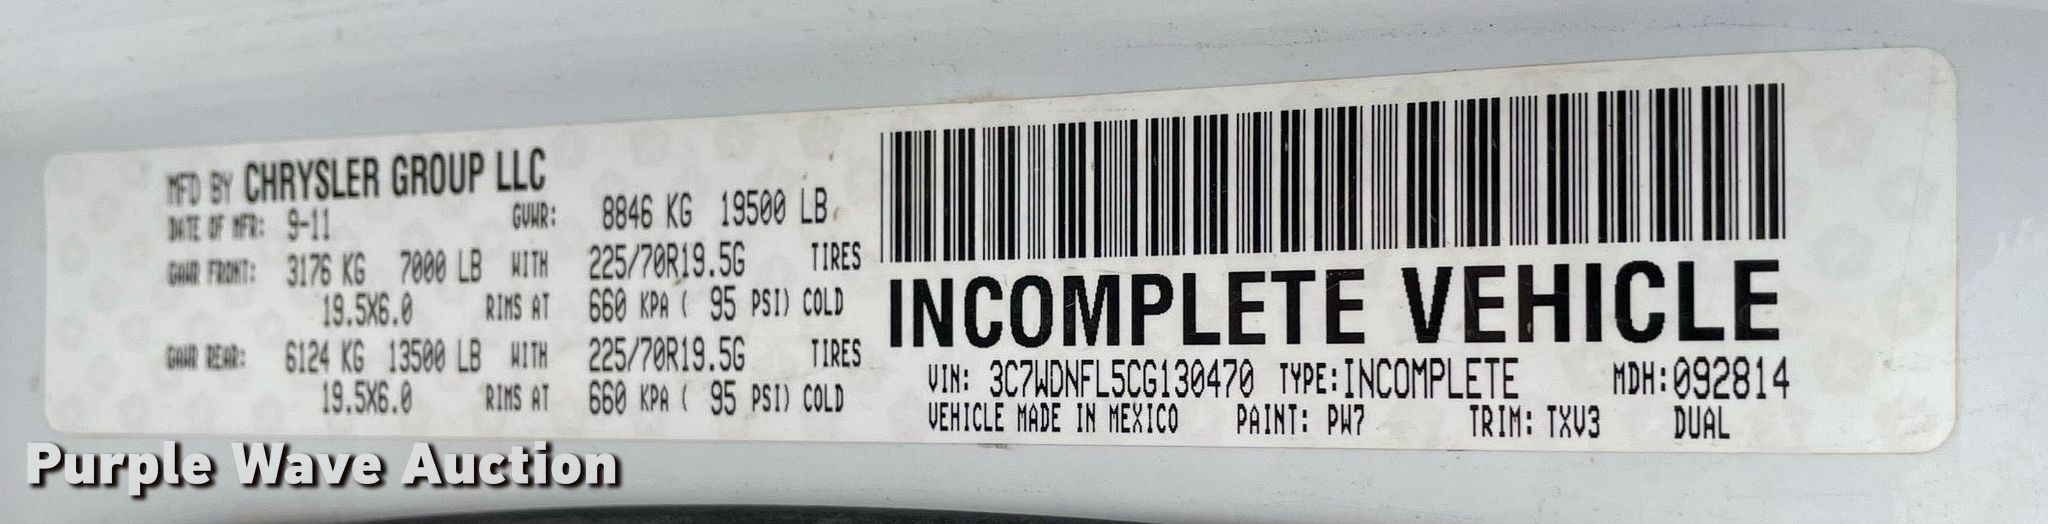 MFD BY CHRYSLER GROUP LLC
DATE OF MFR: 9-11 GVWR: 8846 KG 19500 LB
GAWR FRONT: 3176 KG 7000 LB WITH 225/70R19.5G TIRES
19.5X6.0 RIMS AT 660 KPA ( 95 PSI) COLD
GAWR REAR: 6124 KG 13500 LB WITH 225/70R19.5G TIRES
19.5X6.0 RIMS AT 660 KPA ( 95 PSI) COLD
INCOMPLETE VEHICLE
VIN: 3C7WDNFL5CG130470 TYPE:INCOMPLETE MDH:092814
VEHICLE MADE IN MEXICO PAINT: PW7 TRIM: TXV3 DUAL
Purple Wave Auction